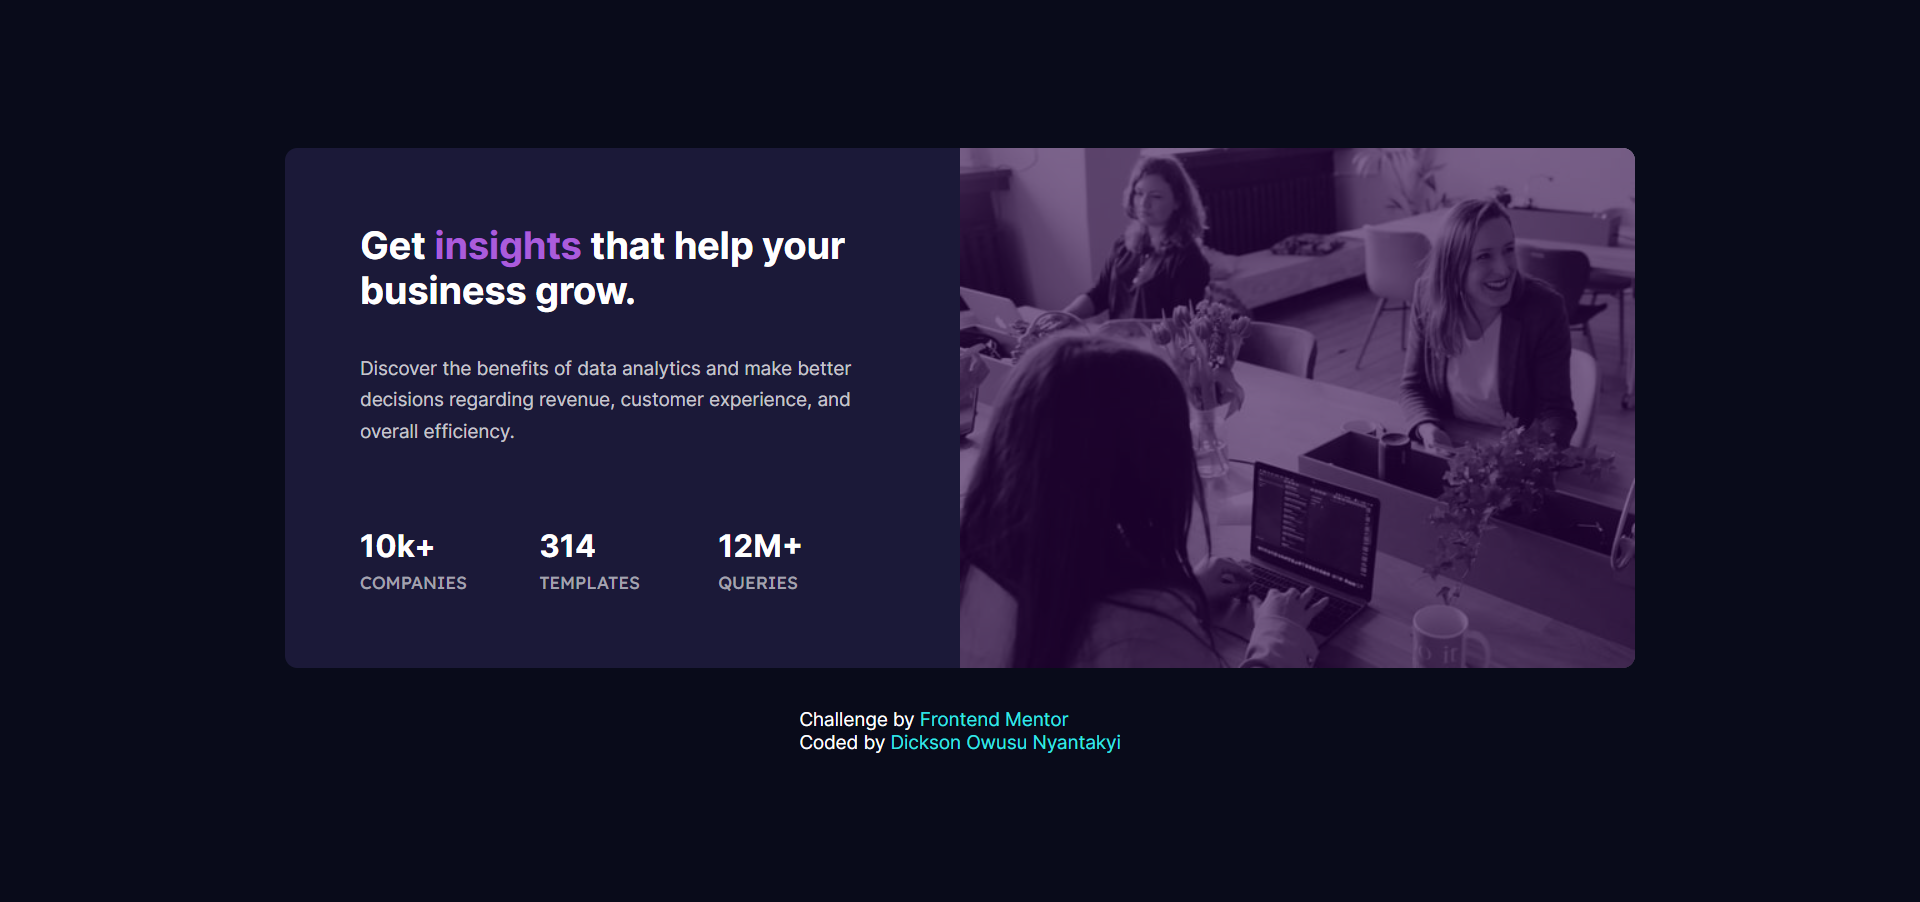 Get insights that help your
business grow.
Discover the benefits of data analytics and make better
decisions regarding revenue, customer experience, and
overall efficiency.
10k+ 314 12M+
COMPANIES TEMPLATES QUERIES
Challenge by Frontend Mentor
Coded by Dickson Owusu Nyantakyi